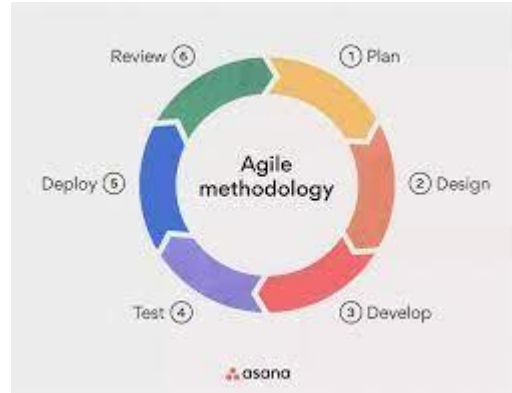 Agile
methodology
① Plan
② Design
③ Develop
Test ④
Deploy ⑤
Review ⑥
asana